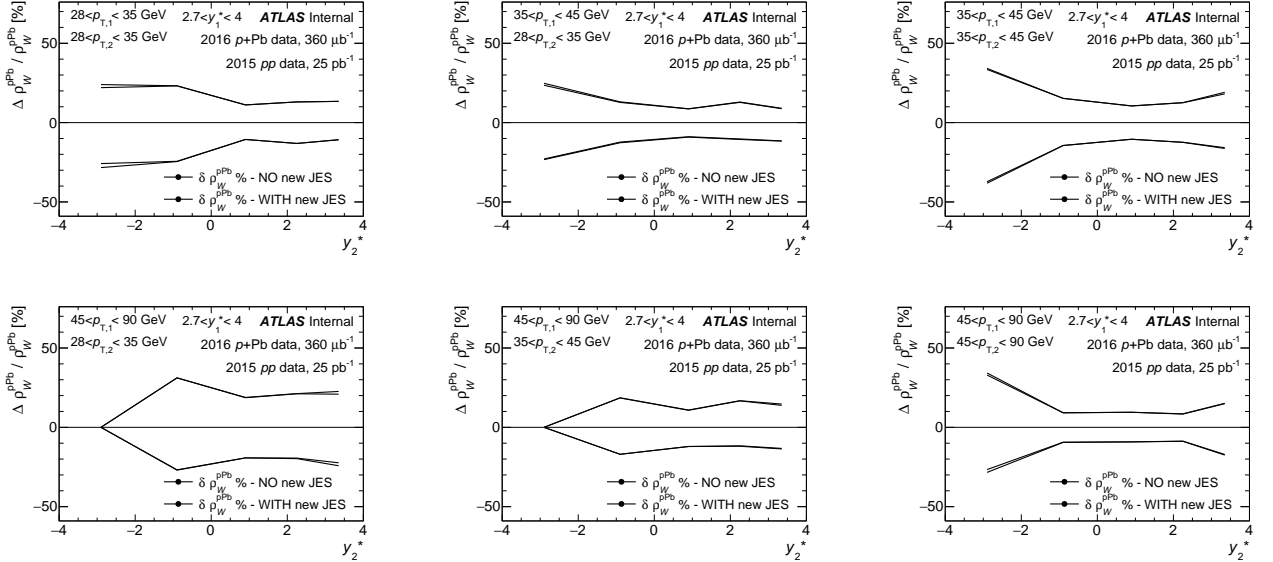 28<p_T,1< 35 GeV 2.7<y_1*< 4 ATLAS Internal
28<p_T,2< 35 GeV 2016 p+Pb data, 360 μb⁻¹
2015 pp data, 25 pb⁻¹
Δ ρ_W^pPb / ρ_W^pPb [%]
50
0
−50
δ ρ_W^pPb % - NO new JES
δ ρ_W^pPb % - WITH new JES
−4 −2 0 2 4
y_2*
35<p_T,1< 45 GeV 2.7<y_1*< 4 ATLAS Internal
28<p_T,2< 35 GeV 2016 p+Pb data, 360 μb⁻¹
2015 pp data, 25 pb⁻¹
Δ ρ_W^pPb / ρ_W^pPb [%]
50
0
−50
δ ρ_W^pPb % - NO new JES
δ ρ_W^pPb % - WITH new JES
−4 −2 0 2 4
y_2*
35<p_T,1< 45 GeV 2.7<y_1*< 4 ATLAS Internal
35<p_T,2< 45 GeV 2016 p+Pb data, 360 μb⁻¹
2015 pp data, 25 pb⁻¹
Δ ρ_W^pPb / ρ_W^pPb [%]
50
0
−50
δ ρ_W^pPb % - NO new JES
δ ρ_W^pPb % - WITH new JES
−4 −2 0 2 4
y_2*
45<p_T,1< 90 GeV 2.7<y_1*< 4 ATLAS Internal
28<p_T,2< 35 GeV 2016 p+Pb data, 360 μb⁻¹
2015 pp data, 25 pb⁻¹
Δ ρ_W^pPb / ρ_W^pPb [%]
50
0
−50
δ ρ_W^pPb % - NO new JES
δ ρ_W^pPb % - WITH new JES
−4 −2 0 2 4
y_2*
45<p_T,1< 90 GeV 2.7<y_1*< 4 ATLAS Internal
35<p_T,2< 45 GeV 2016 p+Pb data, 360 μb⁻¹
2015 pp data, 25 pb⁻¹
Δ ρ_W^pPb / ρ_W^pPb [%]
50
0
−50
δ ρ_W^pPb % - NO new JES
δ ρ_W^pPb % - WITH new JES
−4 −2 0 2 4
y_2*
45<p_T,1< 90 GeV 2.7<y_1*< 4 ATLAS Internal
45<p_T,2< 90 GeV 2016 p+Pb data, 360 μb⁻¹
2015 pp data, 25 pb⁻¹
Δ ρ_W^pPb / ρ_W^pPb [%]
50
0
−50
δ ρ_W^pPb % - NO new JES
δ ρ_W^pPb % - WITH new JES
−4 −2 0 2 4
y_2*